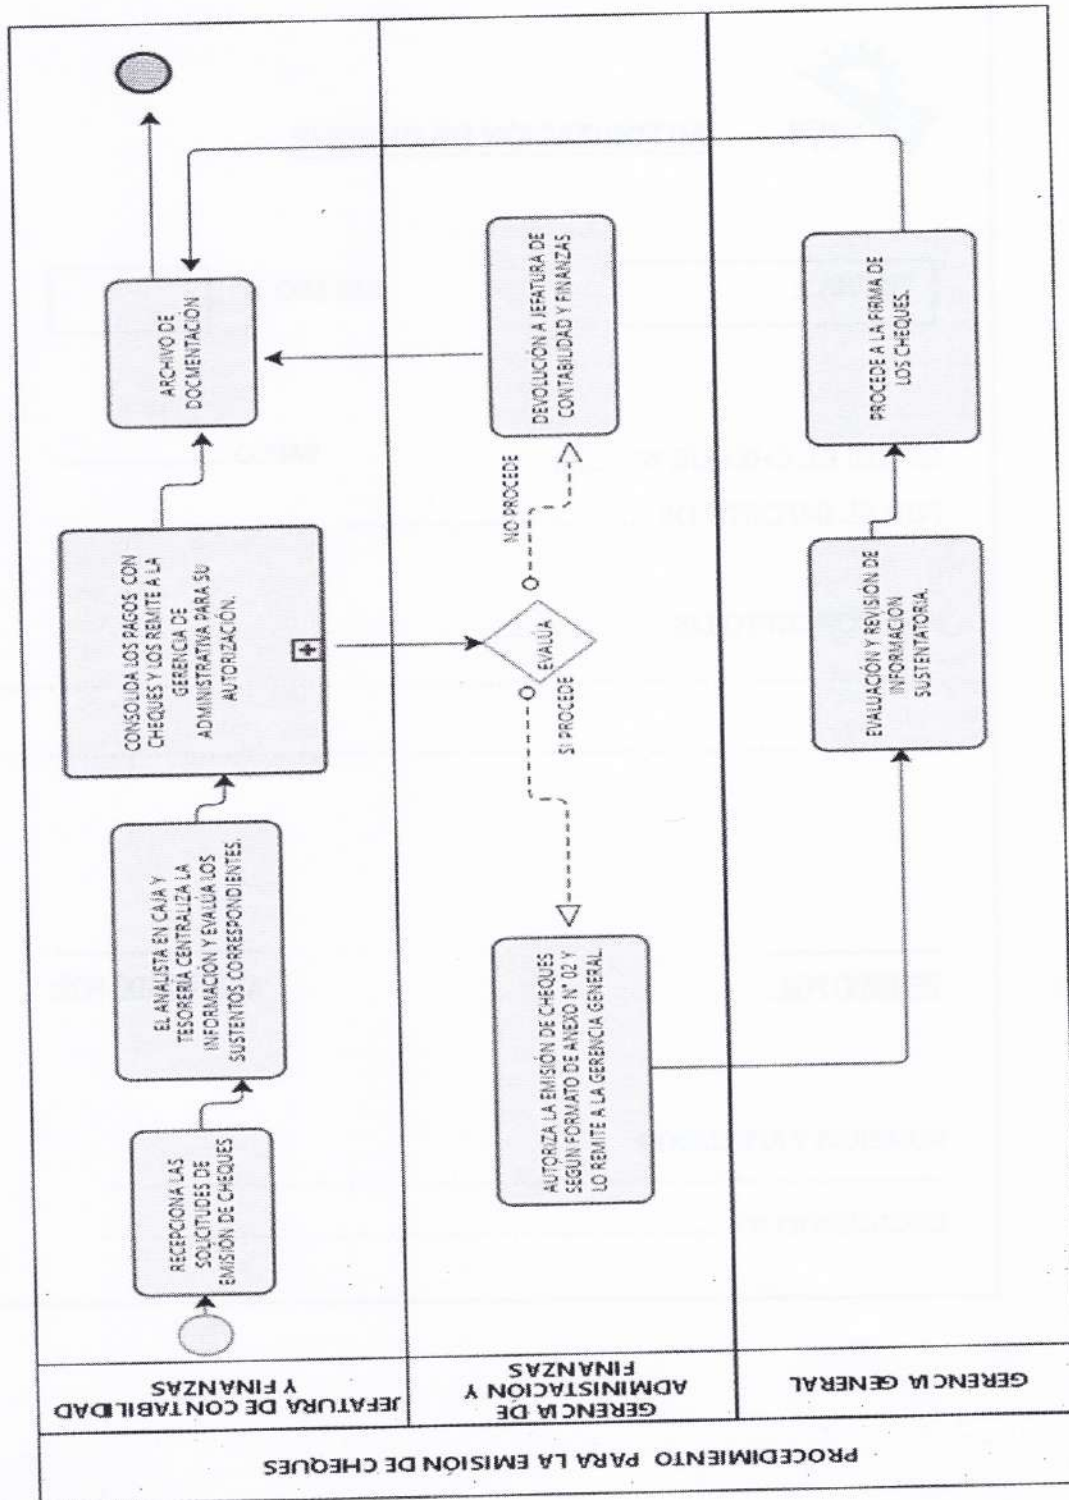 PROCEDIMIENTO PARA LA EMISIÓN DE CHEQUES
JEFATURA DE CONTABILIDAD
Y FINANZAS
RECEPCIONA LAS
SOLICITUDES DE
EMISIÓN DE CHEQUES
EL ANALISTA EN CAJA Y
TESORERÍA CENTRALIZA LA
INFORMACIÓN Y EVALÚA LOS
SUSTENTOS CORRESPONDIENTES.
CONSOLIDA LOS PAGOS CON
CHEQUES Y LOS REMITE A LA
GERENCIA DE
ADMINISTRATIVA PARA SU
AUTORIZACIÓN.
ARCHIVO DE
DOCMENTACIÓN
GERENCIA DE
ADMINISTACIÓN Y
FINANZAS
AUTORIZA LA EMISIÓN DE CHEQUES
SEGÚN FORMATO DE ANEXO N° 02 Y
LO REMITE A LA GERENCIA GENERAL.
SI PROCEDE
EVALÚA
NO PROCEDE
DEVOLUCIÓN A JEFATURA DE
CONTABILIDAD Y FINANZAS
GERENCIA GENERAL
EVALUACIÓN Y REVISIÓN DE
INFORMACION
SUSTENTATORIA.
PROCEDE A LA FIRMA DE
LOS CHEQUES.